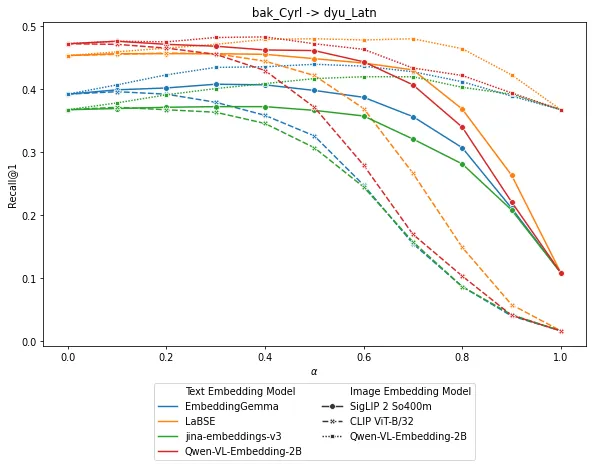 bak_Cyrl -> dyu_Latn
Recall@1
0.5
0.4
0.3
0.2
0.1
0.0
0.0 0.2 0.4 0.6 0.8 1.0
α
Text Embedding Model Image Embedding Model
EmbeddingGemma SigLIP 2 So400m
LaBSE CLIP ViT-B/32
jina-embeddings-v3 Qwen-VL-Embedding-2B
Qwen-VL-Embedding-2B